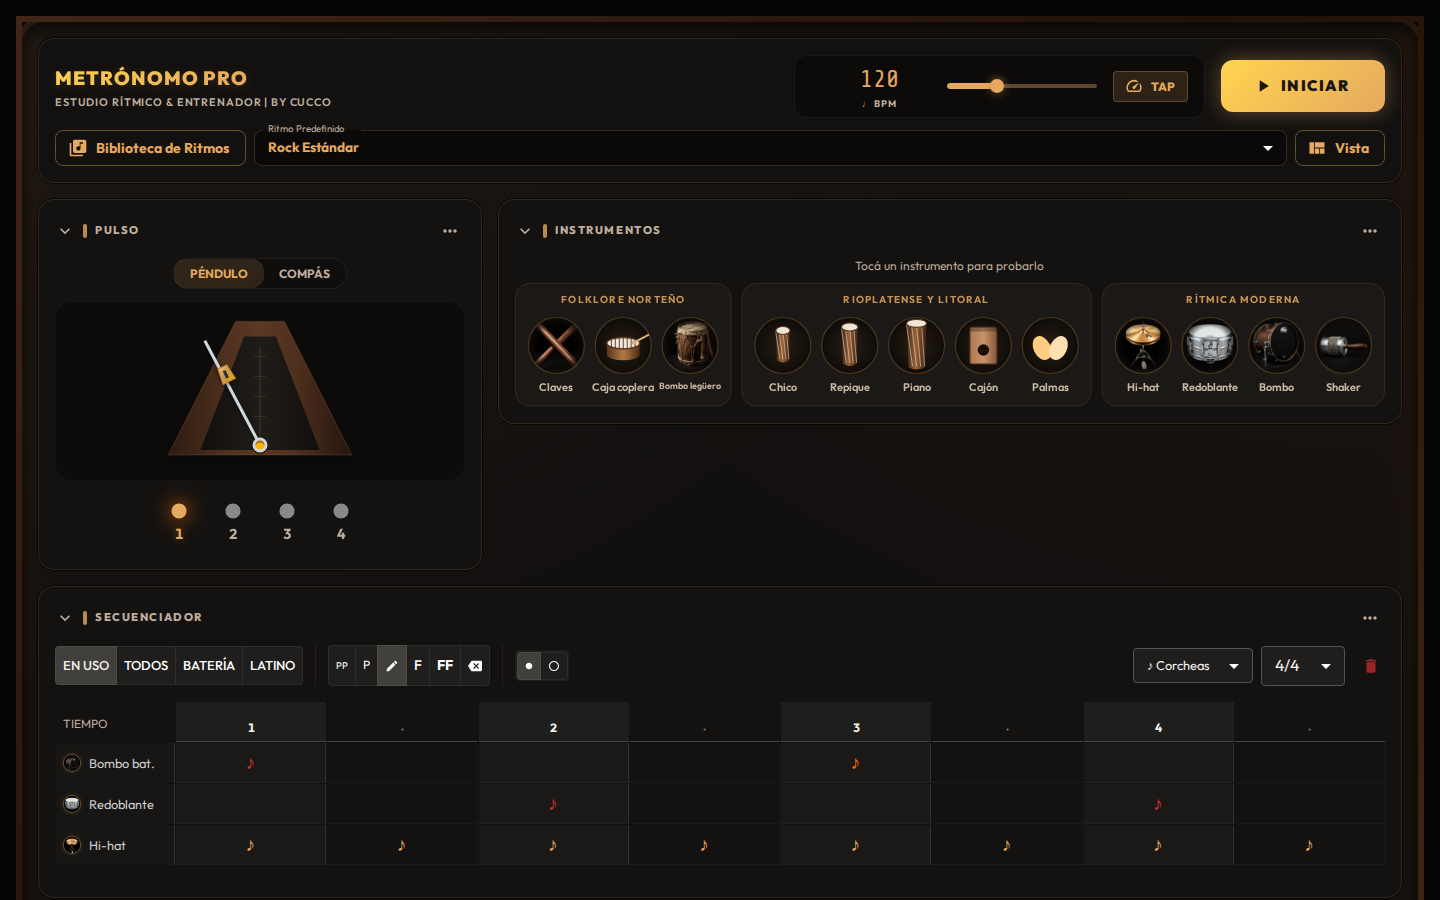 METRÓNOMO PRO
ESTUDIO RÍTMICO & ENTRENADOR | BY CUCCO
120
♩ BPM
TAP
INICIAR
Biblioteca de Ritmos
Ritmo Predefinido
Rock Estándar
Vista
PULSO
PÉNDULO COMPÁS
1 2 3 4
INSTRUMENTOS
Tocá un instrumento para probarlo
FOLKLORE NORTEÑO
Claves Caja coplera Bombo legüero
RIOPLATENSE Y LITORAL
Chico Repique Piano Cajón Palmas
RÍTMICA MODERNA
Hi-hat Redoblante Bombo Shaker
SECUENCIADOR
EN USO TODOS BATERÍA LATINO PP P F FF ♪ Corcheas 4/4
TIEMPO 1 . 2 . 3 . 4 .
Bombo bat. ♪ ♪
Redoblante ♪ ♪
Hi-hat ♪ ♪ ♪ ♪ ♪ ♪ ♪ ♪